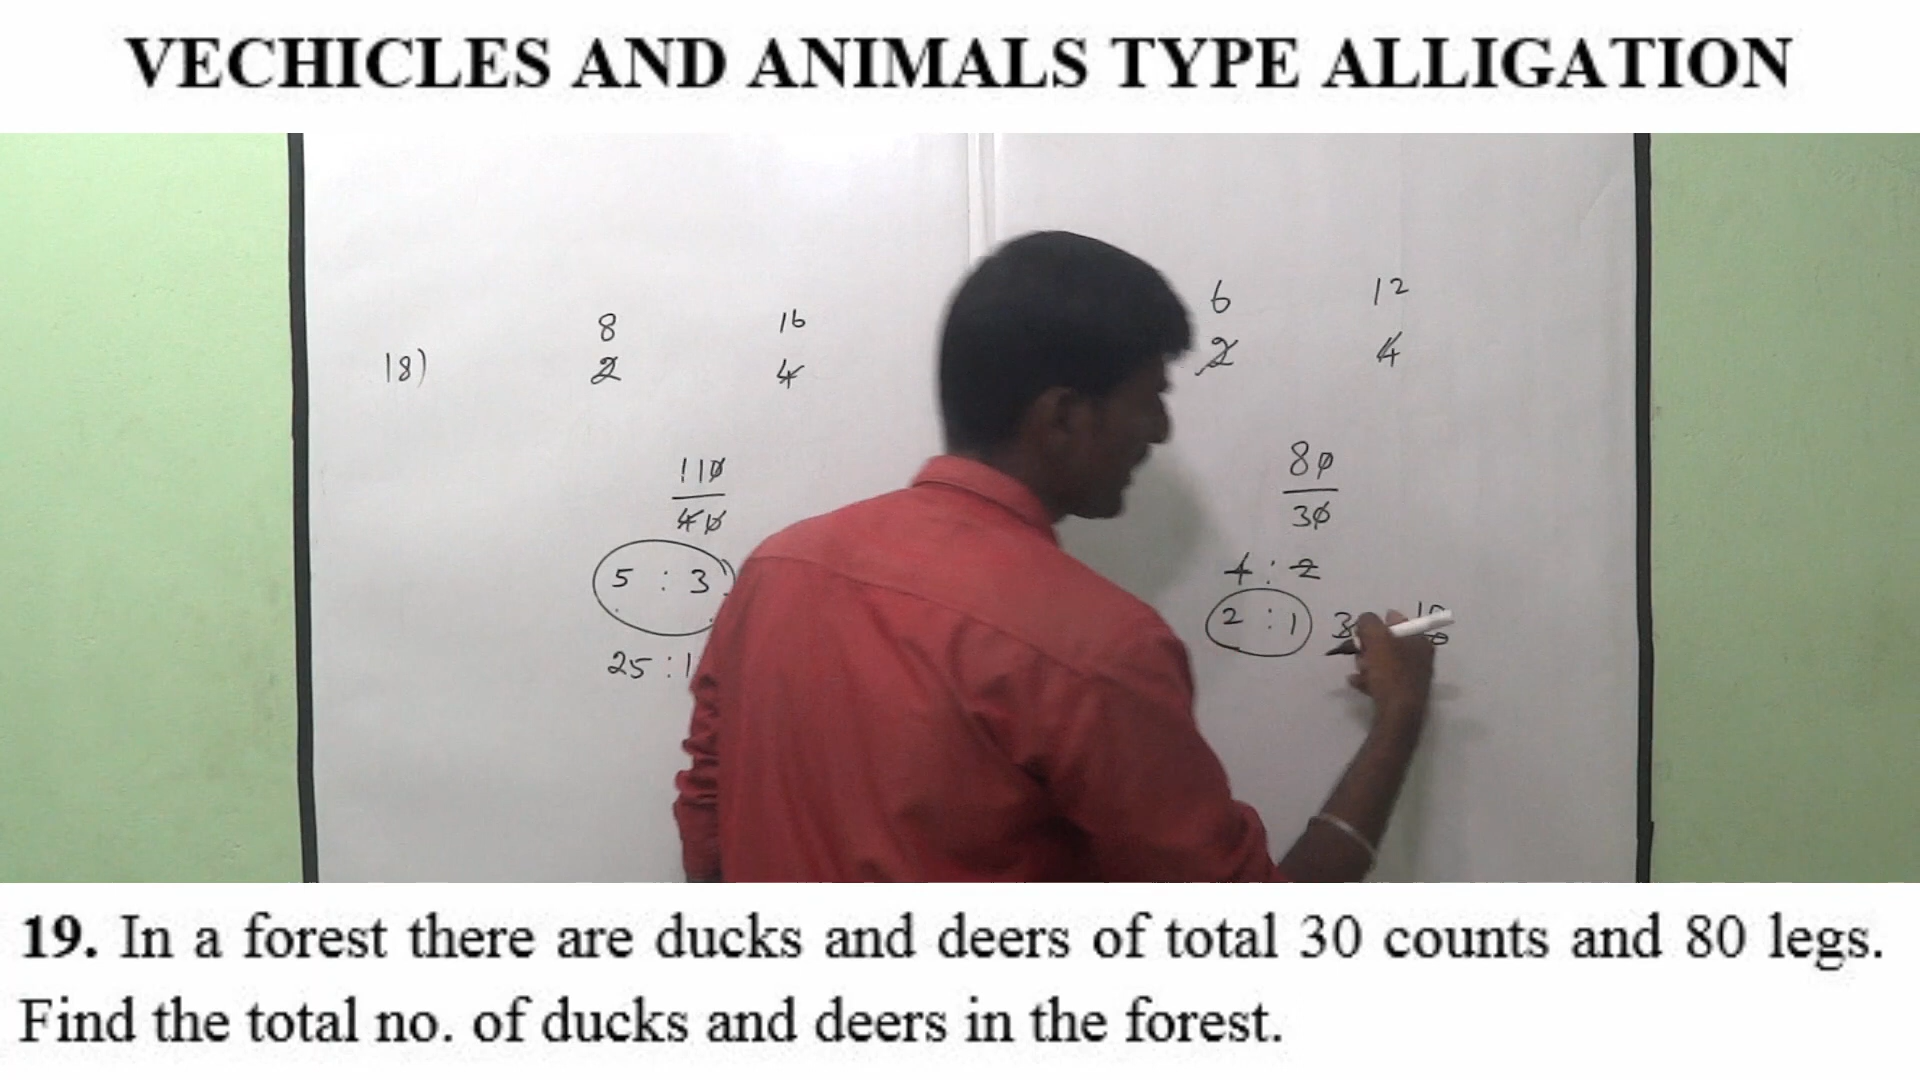 VECHICLES AND ANIMALS TYPE ALLIGATION
18)
8 16
2 4
110
40
5 : 3
25 : 1
6 12
2 4
80
30
4 : 2
2 : 1
19. In a forest there are ducks and deers of total 30 counts and 80 legs.
Find the total no. of ducks and deers in the forest.